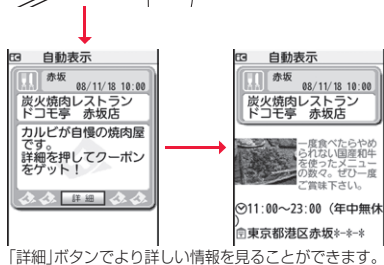 自動表示
赤坂
08/11/18 10:00
炭火焼肉レストラン
ドコモ亭 赤坂店
カルビが自慢の焼肉屋
です。
詳細を押してクーポン
をゲット！
詳細
自動表示
赤坂
08/11/18 10:00
炭火焼肉レストラン
ドコモ亭 赤坂店
一度食べたらやめ
られない国産和牛
を使ったメニュー
の数々。ぜひ一度
ご賞味下さい。
11:00~23:00 (年中無休
)
東京都港区赤坂*-*-*
「詳細」ボタンでより詳しい情報を見ることができます。